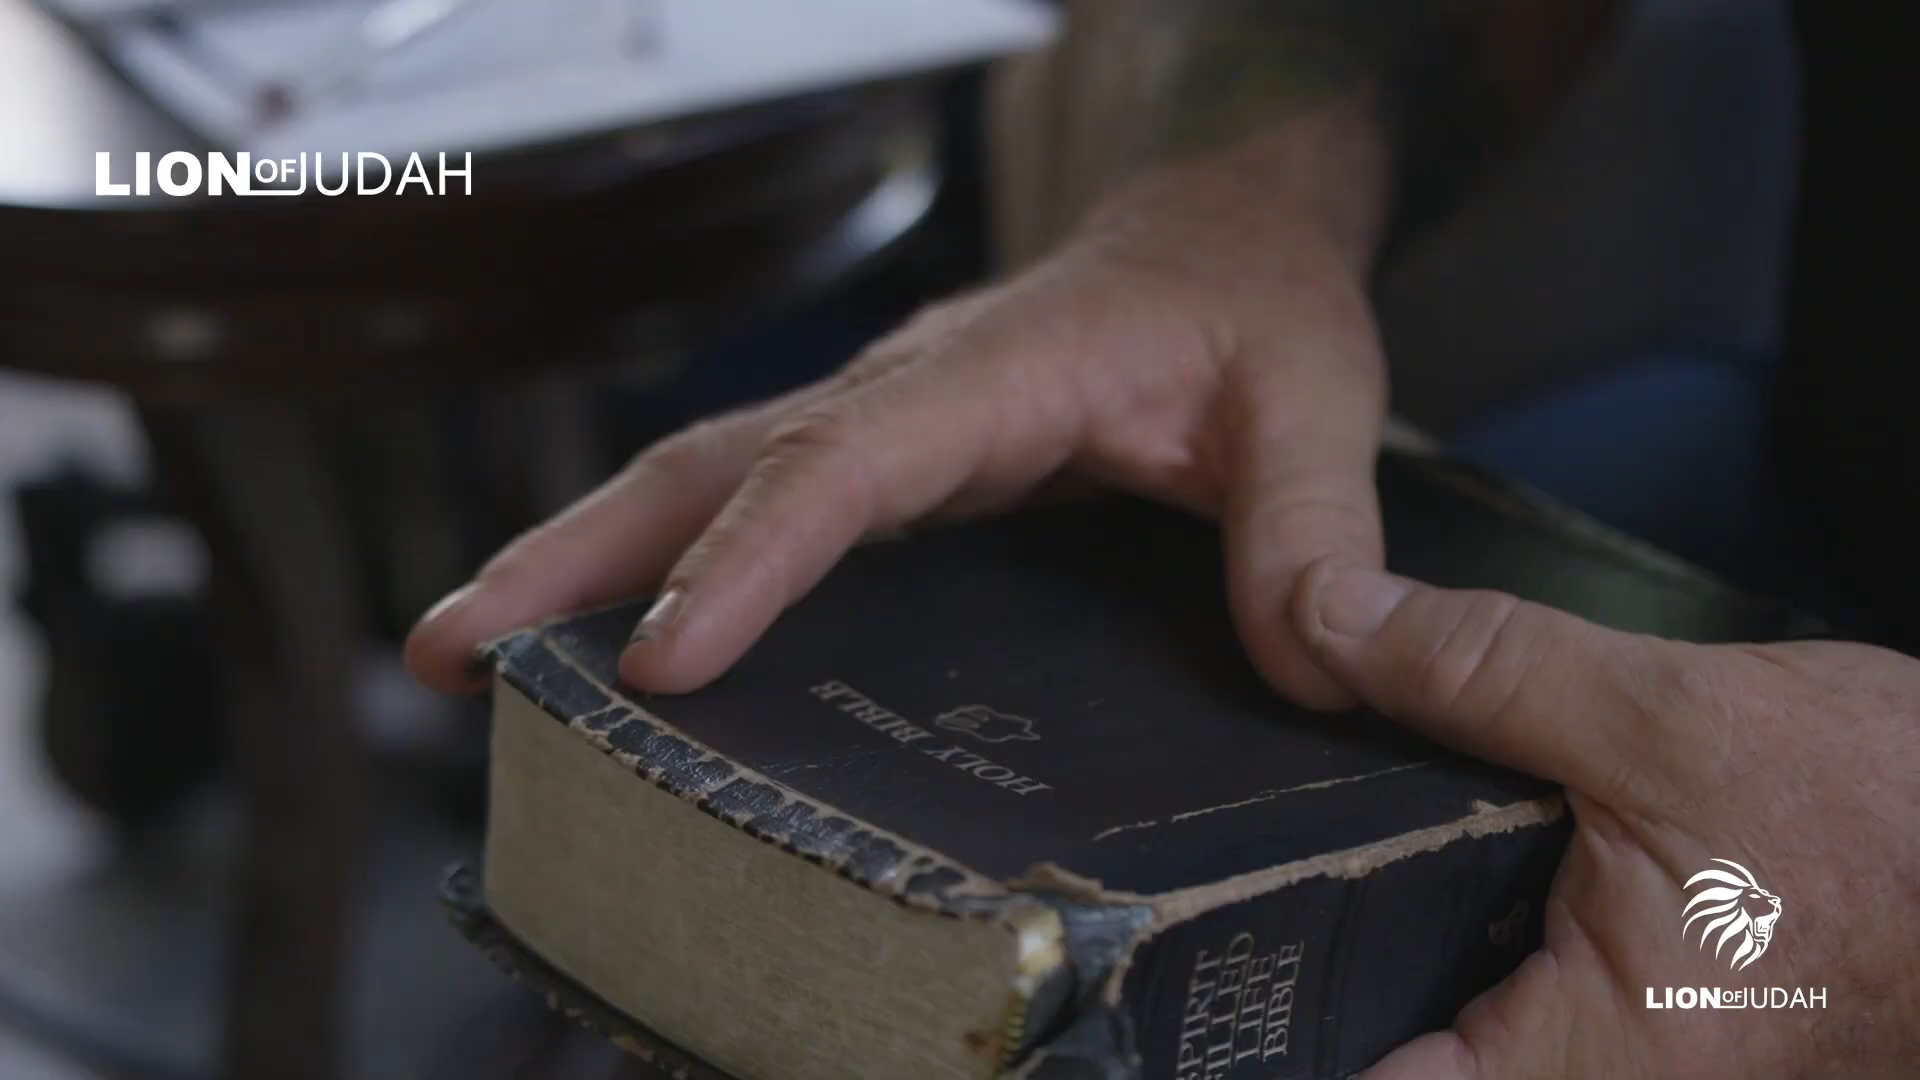 LION OF JUDAH
HOLY BIBLE
SPIRIT
FILLED
LIFE
BIBLE
LION OF JUDAH